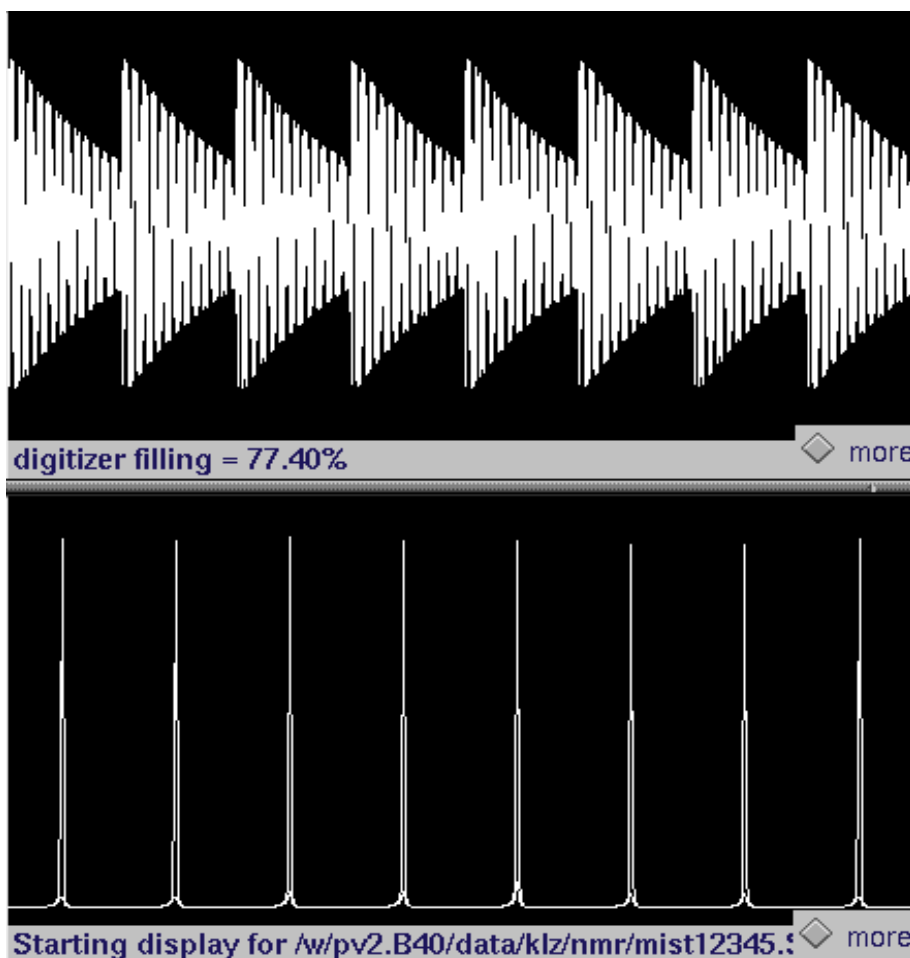 digitizer filling = 77.40%
more
Starting display for /w/pv2.B40/data/klz/nmr/mist12345.
more